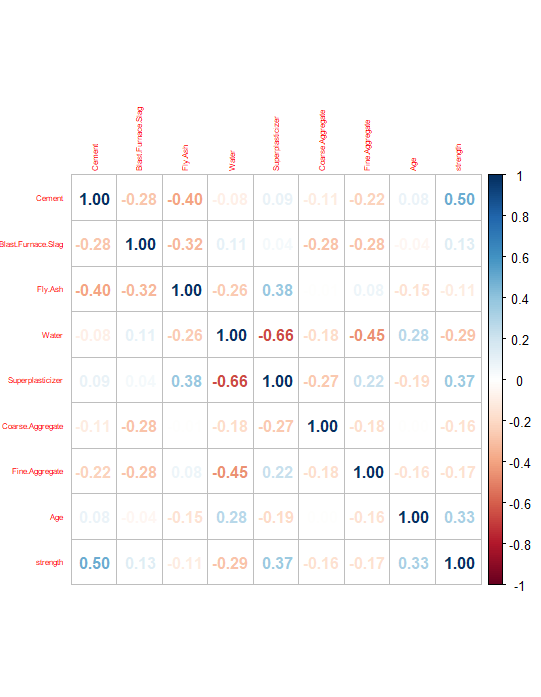 Cement Blast.Furnace.Slag Fly.Ash Water Superplasticizer Coarse.Aggregate Fine.Aggregate Age strength
Cement 1.00 -0.28 -0.40 -0.08 0.09 -0.11 -0.22 0.08 0.50
Blast.Furnace.Slag -0.28 1.00 -0.32 0.11 0.04 -0.28 -0.28 -0.04 0.13
Fly.Ash -0.40 -0.32 1.00 -0.26 0.38 0.08 -0.15 -0.11
Water -0.08 0.11 -0.26 1.00 -0.66 -0.18 -0.45 0.28 -0.29
Superplasticizer 0.09 0.04 0.38 -0.66 1.00 -0.27 0.22 -0.19 0.37
Coarse.Aggregate -0.11 -0.28 -0.18 -0.27 1.00 -0.18 -0.16
Fine.Aggregate -0.22 -0.28 0.08 -0.45 0.22 -0.18 1.00 -0.16 -0.17
Age 0.08 -0.04 -0.15 0.28 -0.19 -0.16 1.00 0.33
strength 0.50 0.13 -0.11 -0.29 0.37 -0.16 -0.17 0.33 1.00
1
0.8
0.6
0.4
0.2
0
-0.2
-0.4
-0.6
-0.8
-1